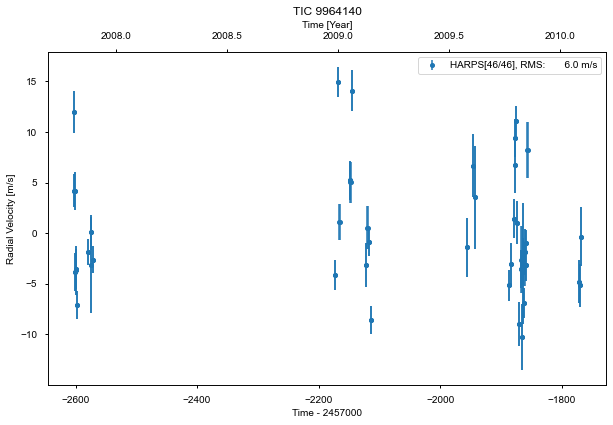 TIC 9964140
Time [Year]
2008.0 2008.5 2009.0 2009.5 2010.0
HARPS[46/46], RMS: 6.0 m/s
15
10
5
0
−5
−10
Radial Velocity [m/s]
−2600 −2400 −2200 −2000 −1800
Time - 2457000